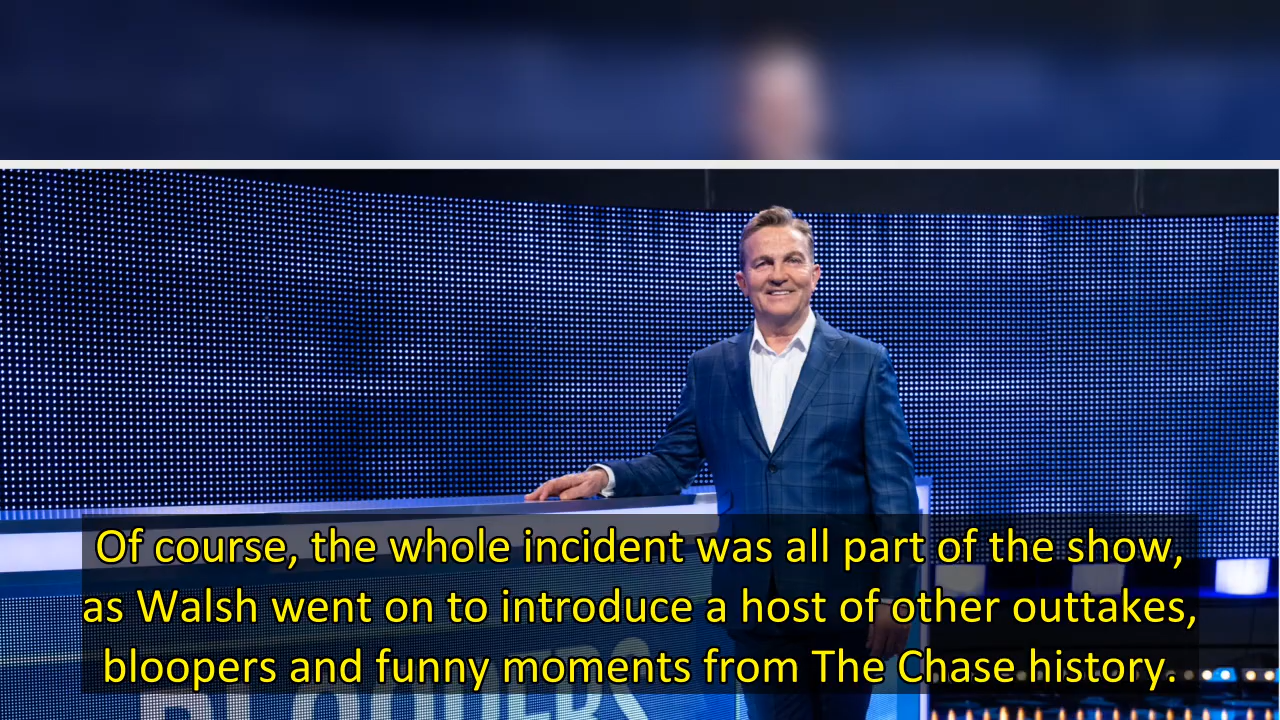 Of course, the whole incident was all part of the show,
as Walsh went on to introduce a host of other outtakes,
bloopers and funny moments from The Chase history.
BLOOPERS